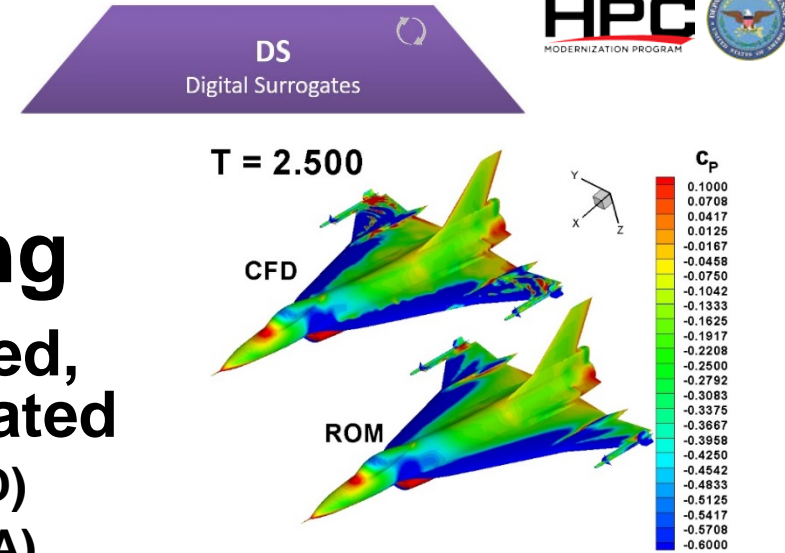 DS
Digital Surrogates
HPC
MODERNIZATION PROGRAM
T = 2.500
CFD
ROM
Y
X
Z
ng
ed,
ated
D)
A)
cP
0.1000
0.0708
0.0417
0.0125
-0.0167
-0.0458
-0.0750
-0.1042
-0.1333
-0.1625
-0.1917
-0.2208
-0.2500
-0.2792
-0.3083
-0.3375
-0.3667
-0.3958
-0.4250
-0.4542
-0.4833
-0.5125
-0.5417
-0.5708
-0.6000